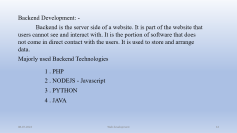 Backend Development: -
Backend is the server side of a website. It is part of the website that
users cannot see and interact with. It is the portion of software that does
not come in direct contact with the users. It is used to store and arrange
data.
Majorly used Backend Technologies
1 . PHP
2 . NODEJS - Javascript
3 . PYTHON
4 . JAVA